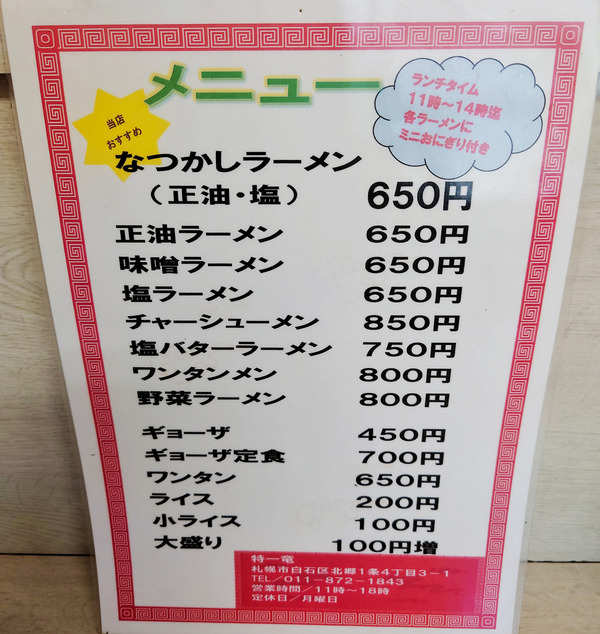 メニュー
ランチタイム
11時〜14時迄
各ラーメンに
ミニおにぎり付き
当店
おすすめ
なつかしラーメン
（正油・塩） 650円
正油ラーメン 650円
味噌ラーメン 650円
塩ラーメン 650円
チャーシューメン 850円
塩バターラーメン 750円
ワンタンメン 800円
野菜ラーメン 800円
ギョーザ 450円
ギョーザ定食 700円
ワンタン 650円
ライス 200円
小ライス 100円
大盛り 100円増
特一竜
札幌市白石区北郷1条4丁目3－1
TEL／011－872－1843
営業時間／11時〜18時
定休日／月曜日